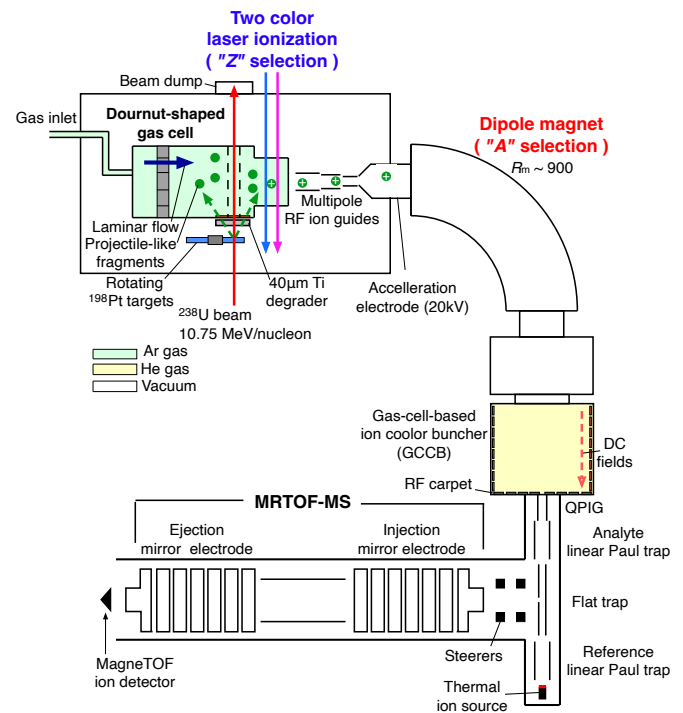 Two color
laser ionization
( "Z" selection )
Beam dump
Gas inlet
Dournut-shaped
gas cell
Dipole magnet
( "A" selection )
Rm ~ 900
Multipole
RF ion guides
Laminar flow
Projectile-like
fragments
Rotating
198Pt targets
40μm Ti
degrader
Accelleration
electrode (20kV)
238U beam
10.75 MeV/nucleon
Ar gas
He gas
Vacuum
Gas-cell-based
ion coolor buncher
(GCCB)
DC
fields
RF carpet
QPIG
MRTOF-MS
Ejection
mirror electrode
Injection
mirror electrode
Analyte
linear Paul trap
Flat trap
Steerers
Reference
linear Paul trap
MagneTOF
ion detector
Thermal
ion source